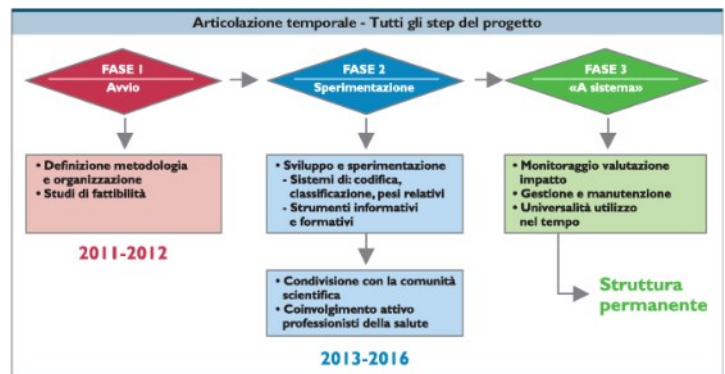 Articolazione temporale - Tutti gli step del progetto
FASE 1
Avvio
FASE 2
Sperimentazione
FASE 3
«A sistema»
• Definizione metodologia
e organizzazione
• Studi di fattibilità
2011-2012
• Sviluppo e sperimentazione
- Sistemi di: codifica,
classificazione, pesi relativi
- Strumenti informativi
e formativi
• Condivisione con la comunità
scientifica
• Coinvolgimento attivo
professionisti della salute
2013-2016
• Monitoraggio valutazione
impatto
• Gestione e manutenzione
• Universalità utilizzo
nel tempo
Struttura
permanente